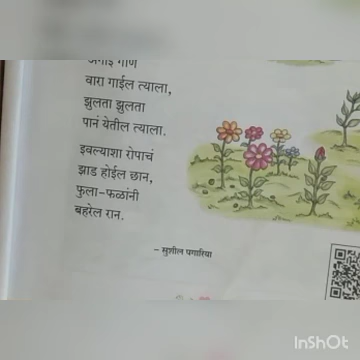 वारा गाईल त्याला,
झुलता झुलता
पानं येतील त्याला.
इवल्याशा रोपाचं
झाड होईल छान,
फुला-फळांनी
बहरेल रान.
– सुशील पगारिया
InShOt